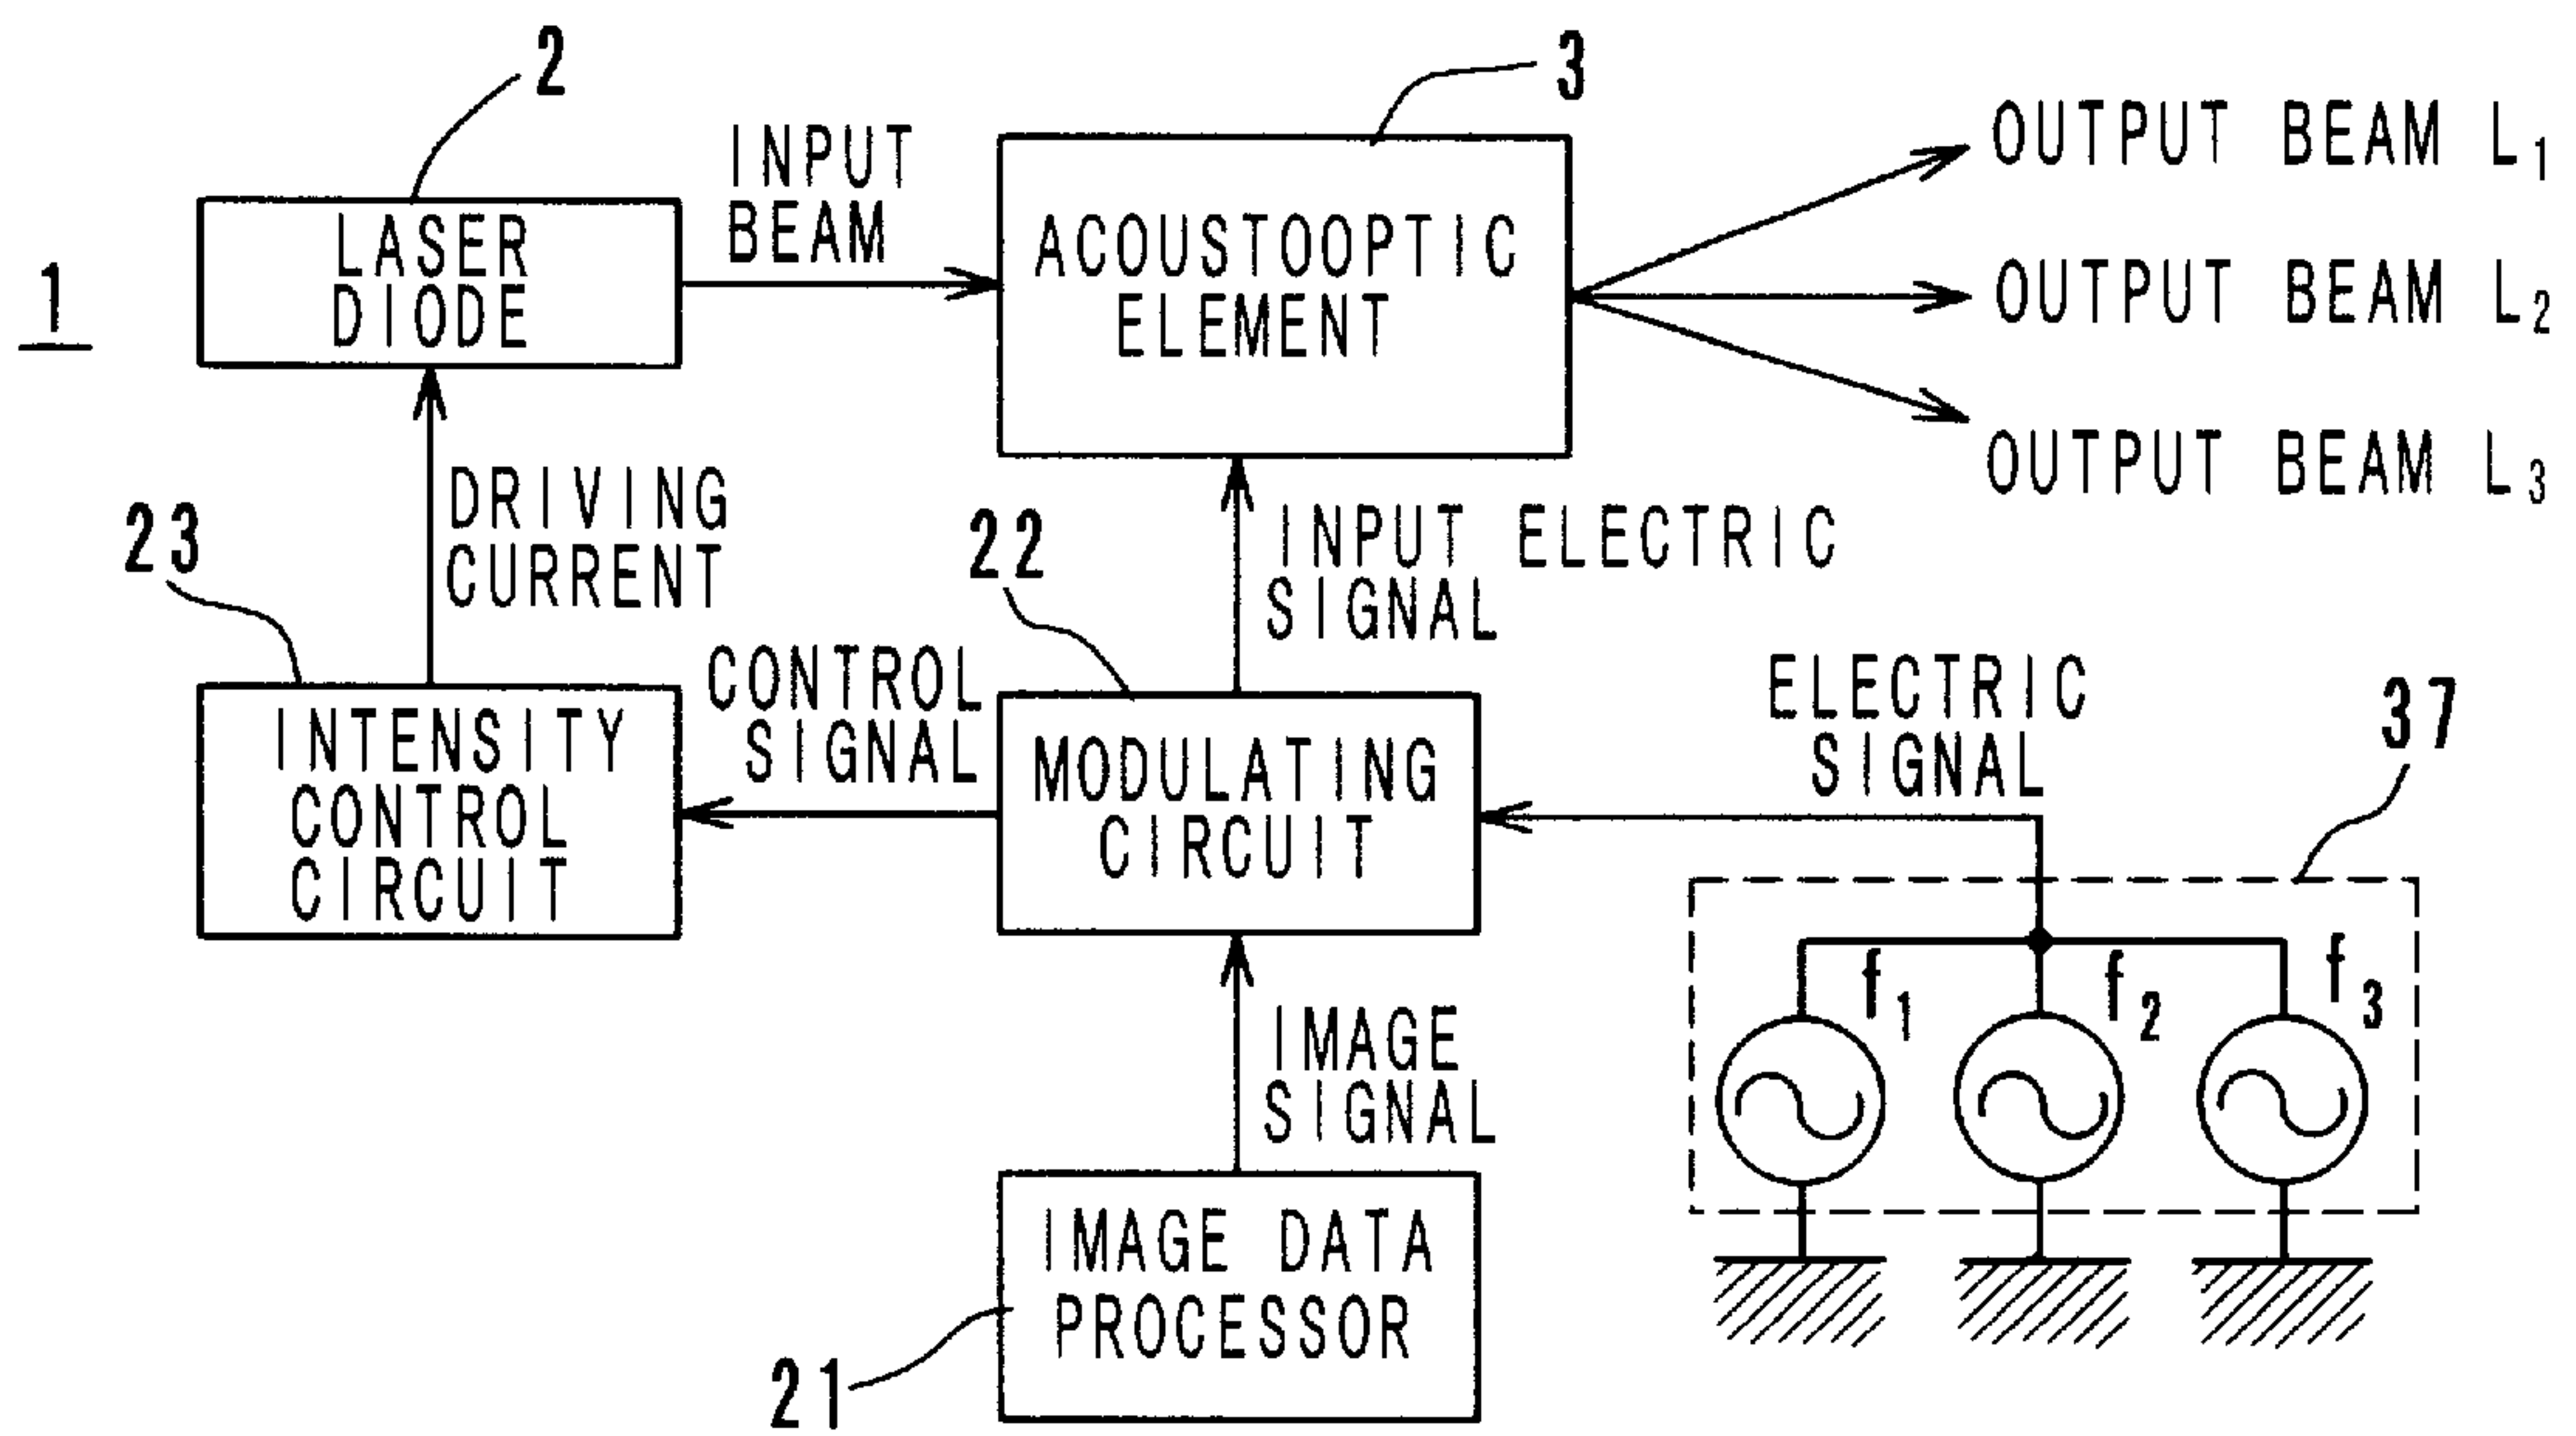 2
3
INPUT
BEAM
OUTPUT BEAM L1
LASER
DIODE
ACOUSTOOPTIC
ELEMENT
OUTPUT BEAM L2
1
OUTPUT BEAM L3
DRIVING
CURRENT
23
22
INPUT ELECTRIC
SIGNAL
CONTROL
SIGNAL
ELECTRIC
SIGNAL
37
INTENSITY
CONTROL
CIRCUIT
MODULATING
CIRCUIT
f1
f2
f3
IMAGE
SIGNAL
IMAGE DATA
PROCESSOR
21